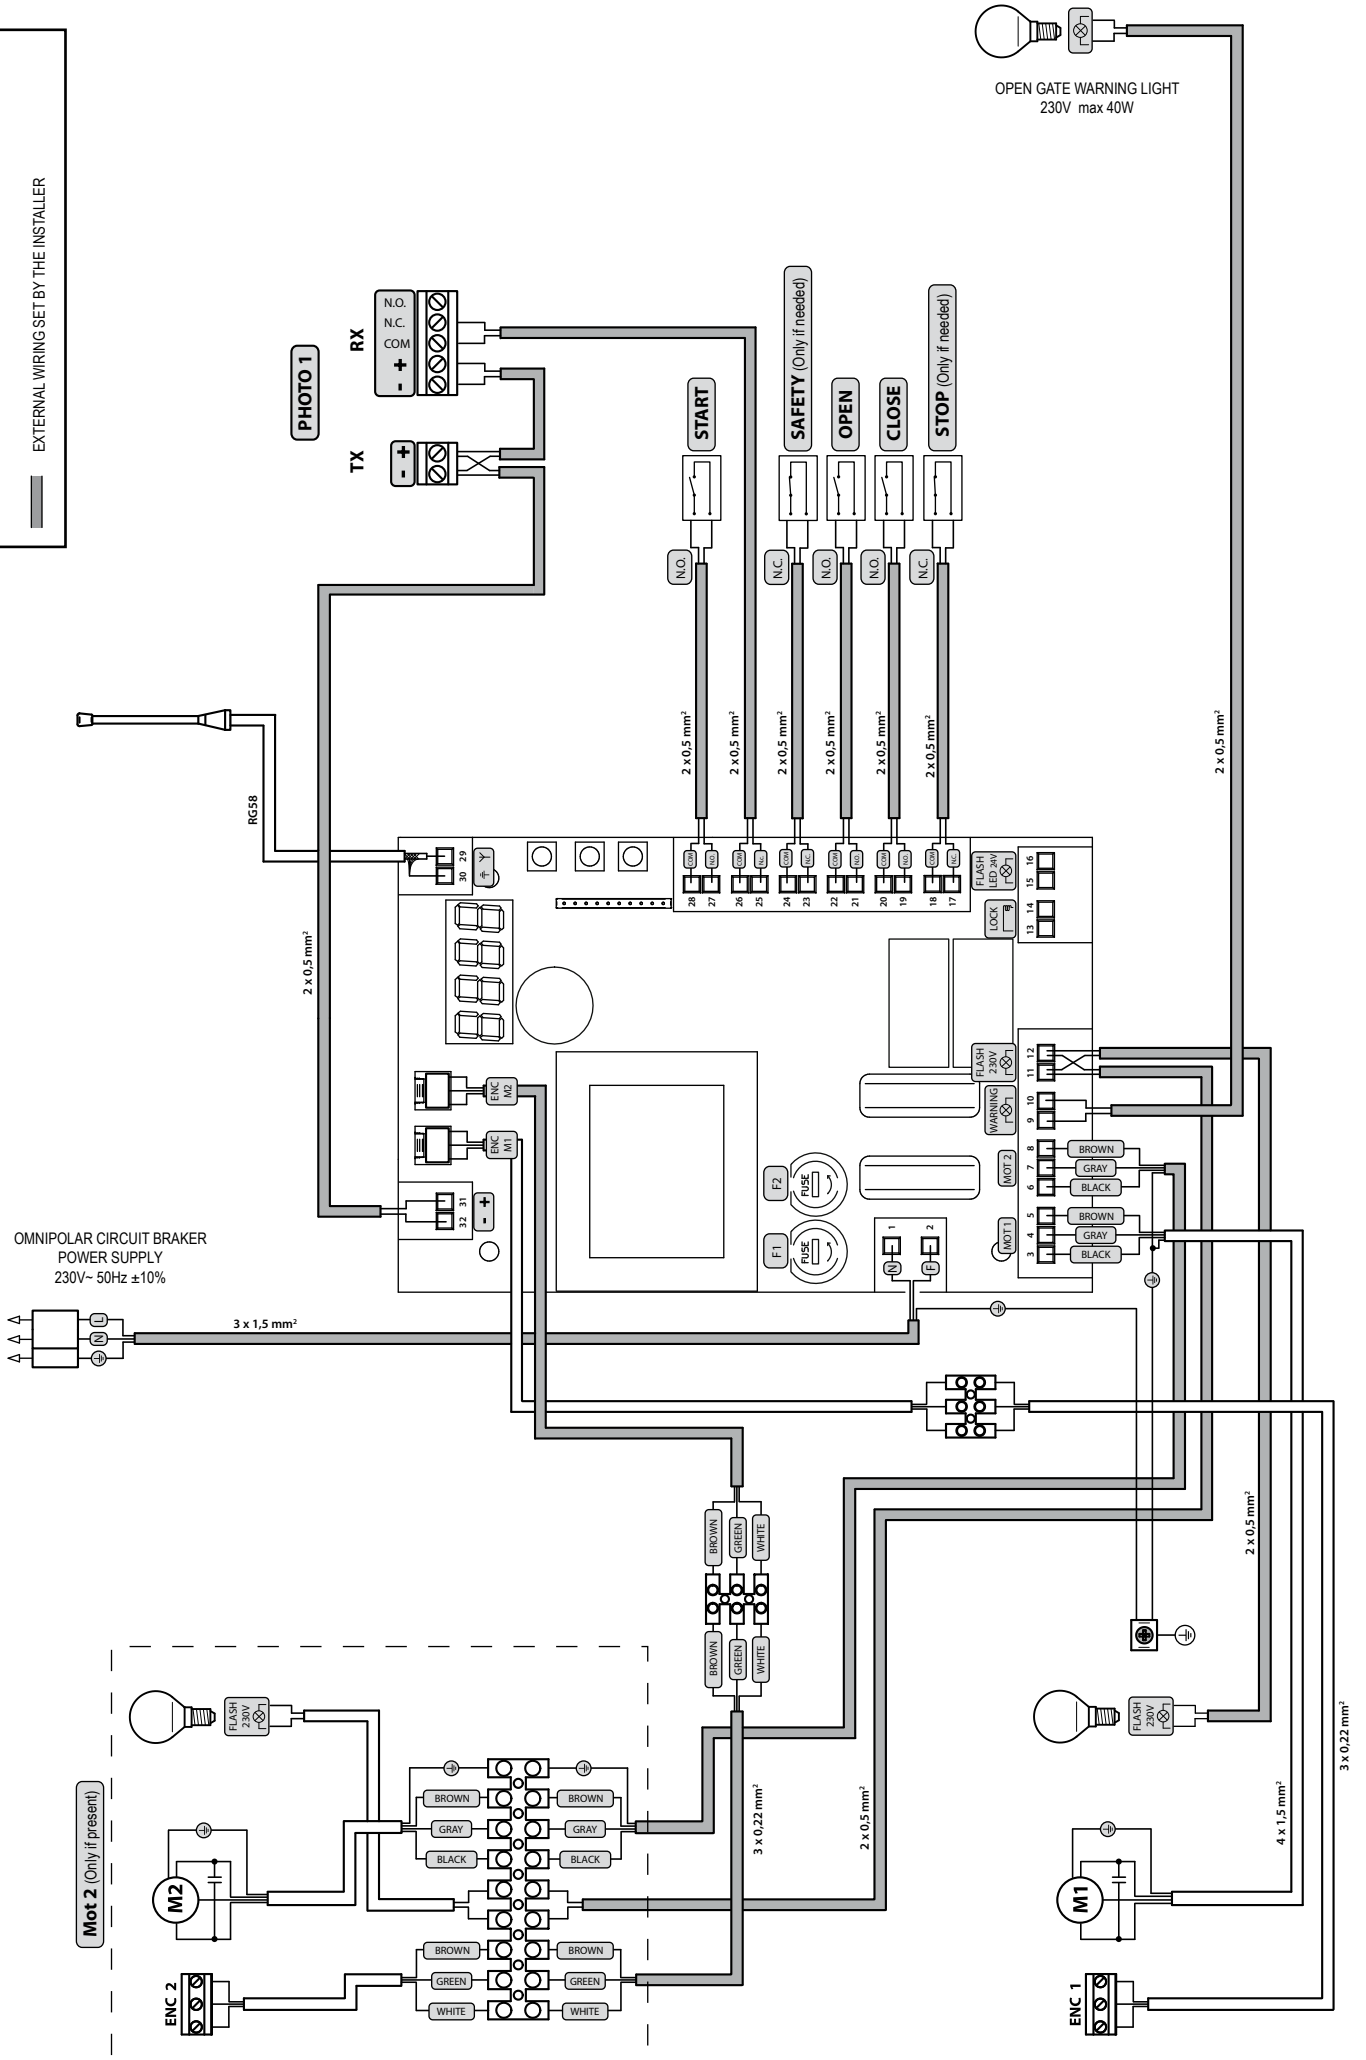 OPEN GATE WARNING LIGHT
230V max 40W
EXTERNAL WIRING SET BY THE INSTALLER
PHOTO 1
RX
N.O.
N.C.
COM
+
-
TX
- +
START
SAFETY (Only if needed)
OPEN
CLOSE
STOP (Only if needed)
N.O.
N.C.
N.O.
N.O.
N.C.
RG58
2 x 0,5 mm²
2 x 0,5 mm²
2 x 0,5 mm²
2 x 0,5 mm²
2 x 0,5 mm²
2 x 0,5 mm²
2 x 0,5 mm²
2 x 0,5 mm²
29
30
COM
N.O.
COM
N.C.
COM
N.C.
COM
N.O.
COM
N.O.
COM
N.C.
28
27
26
25
24
23
22
21
20
19
18
17
FLASH
LED 24V
16
15
LOCK
14
13
ENC
M2
ENC
M1
31
32
- +
F2
FUSE
F1
FUSE
FLASH
230V
12
11
WARNING
10
9
MOT 2
8
7
6
BROWN
GRAY
BLACK
MOT 1
5
4
3
BROWN
GRAY
BLACK
1
2
N
F
OMNIPOLAR CIRCUIT BRAKER
POWER SUPPLY
230V~ 50Hz ±10%
L
N
3 x 1,5 mm²
BROWN
GREEN
WHITE
BROWN
GREEN
WHITE
2 x 0,5 mm²
Mot 2 (Only if present)
FLASH
230V
M2
ENC 2
BROWN
GRAY
BLACK
BROWN
GREEN
WHITE
BROWN
GRAY
BLACK
BROWN
GREEN
WHITE
3 x 0,22 mm²
2 x 0,5 mm²
FLASH
230V
M1
ENC 1
4 x 1,5 mm²
3 x 0,22 mm²